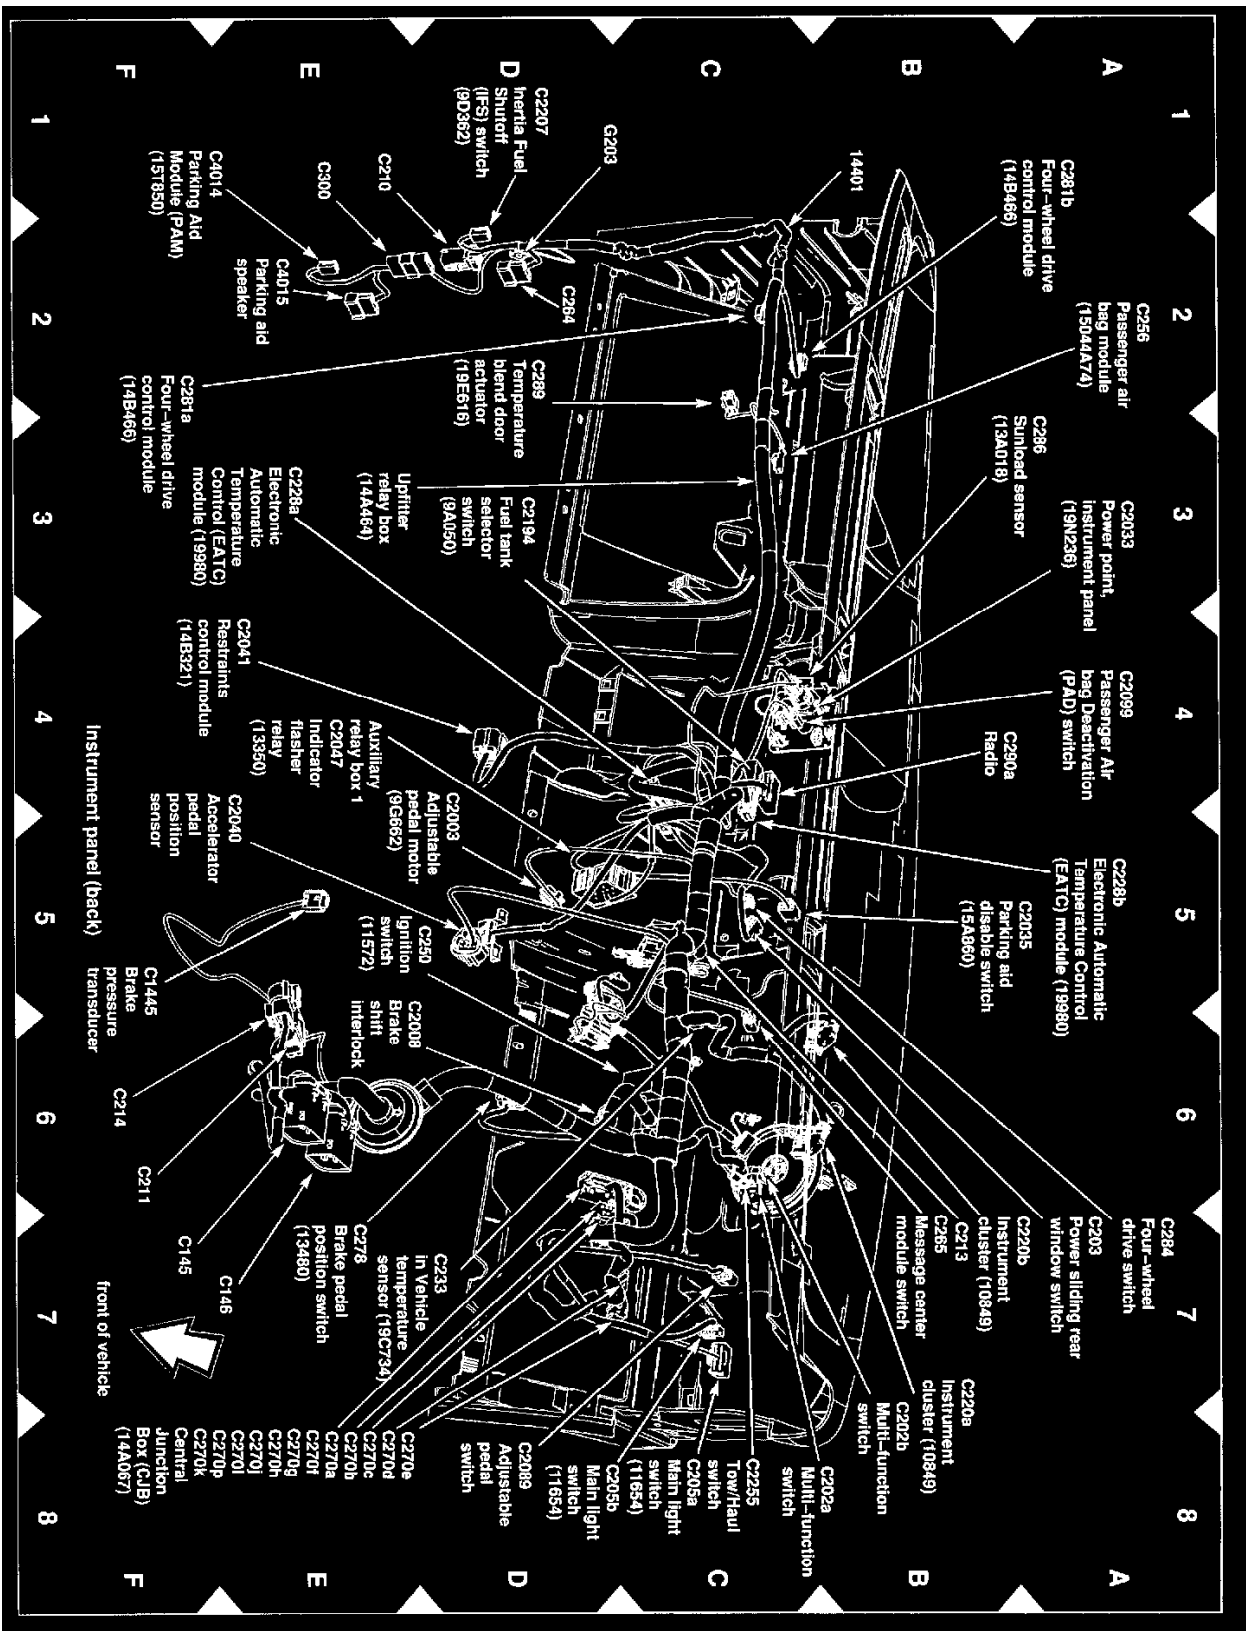 A
B
C
D
E
F
1
2
3
4
5
6
7
8
C281b
Four-wheel drive
control module
(14B466)
14401
G203
C2207
Inertia Fuel
Shutoff
(IFS) switch
(9D362)
C210
C300
C4014
Parking Aid
Module (PAM)
(15T850)
C4015
Parking aid
speaker
C264
C256
Passenger air
bag module
(15044A74)
C286
Sunload sensor
(13A018)
C2033
Power point,
instrument panel
(19N236)
C289
Temperature
blend door
actuator
(19E616)
C281a
Four-wheel drive
control module
(14B466)
C2194
Fuel tank
selector
switch
(9A050)
Upfitter
relay box
(14A464)
C228a
Electronic
Automatic
Temperature
Control (EATC)
module (19980)
C2041
Restraints
control module
(14B321)
C2099
Passenger Air
bag Deactivation
(PAD) switch
C290a
Radio
C228b
Electronic Automatic
Temperature Control
(EATC) module (19980)
C2035
Parking aid
disable switch
(15A860)
Auxiliary
relay box 1
C2047
Indicator
flasher
relay
(13350)
C2003
Adjustable
pedal motor
(9G662)
C2040
Accelerator
pedal
position
sensor
C250
Ignition
switch
(11572)
C2008
Brake
shift
interlock
C1445
Brake
pressure
transducer
C214
C211
C145
C146
C278
Brake pedal
position switch
(13480)
C233
in Vehicle
temperature
sensor (19C734)
C284
Four-wheel
drive switch
C203
Power sliding rear
window switch
C220b
Instrument
cluster (10849)
C213
C265
Message center
module switch
C220a
Instrument
cluster (10849)
C202b
Multi-function
switch
C202a
Multi-function
switch
C2255
Tow/Haul
switch
C205a
Main light
switch
(11654)
C205b
Main light
switch
(11654)
C2089
Adjustable
pedal
switch
C270e
C270d
C270c
C270b
C270a
C270f
C270g
C270h
C270j
C270l
C270p
C270k
Central
Junction
Box (CJB)
(14A067)
Instrument panel (back)
front of vehicle
1
2
3
4
5
6
7
8
A
B
C
D
E
F